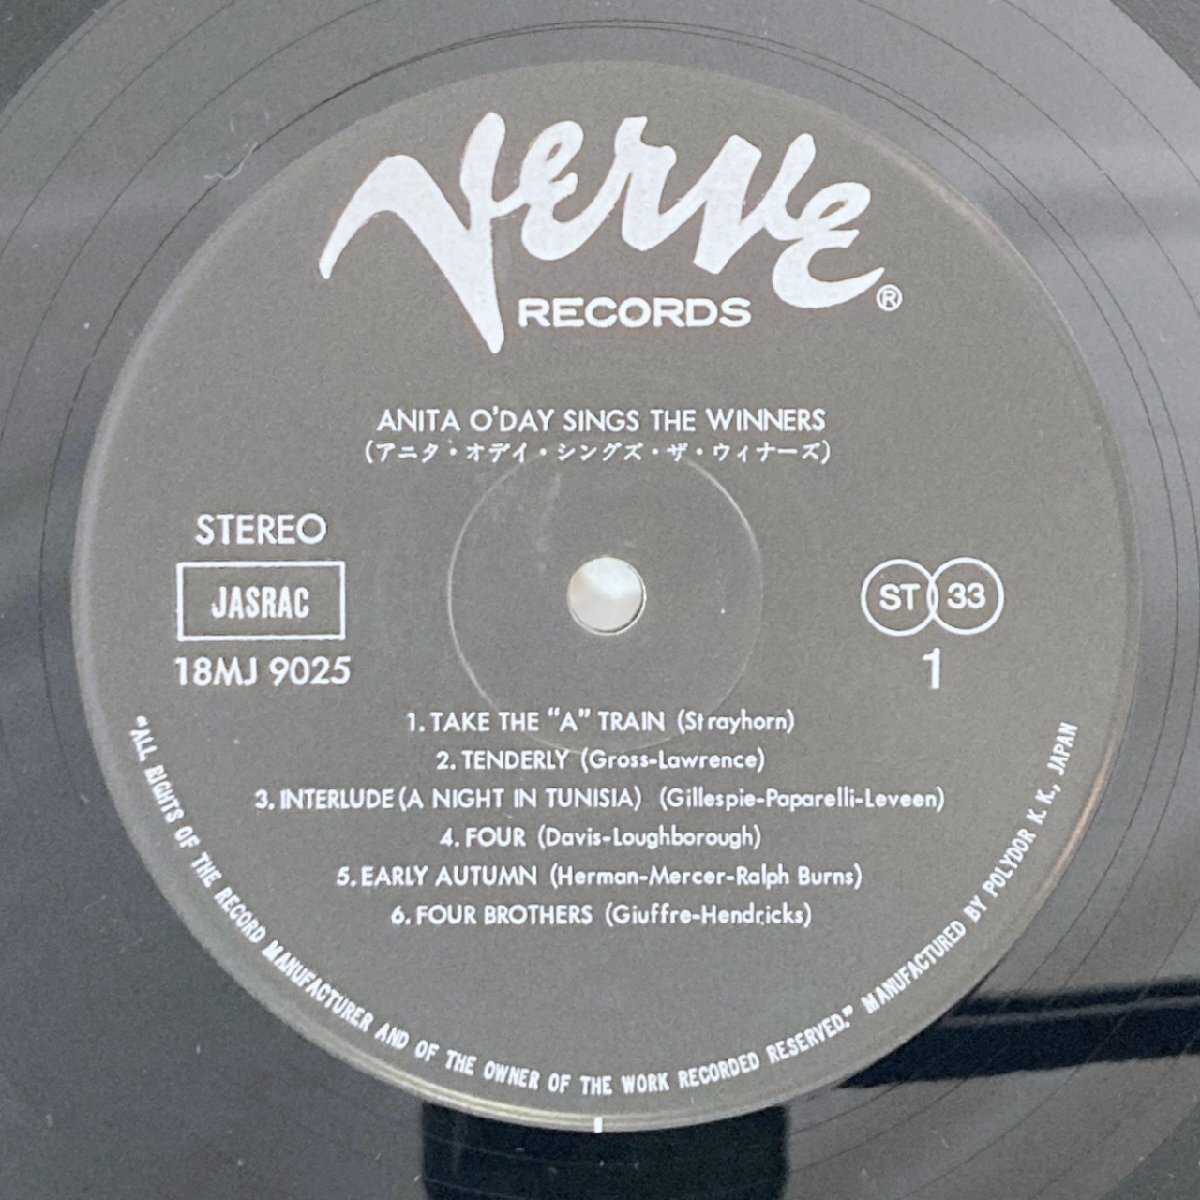 Verve
RECORDS ®
ANITA O'DAY SINGS THE WINNERS
(アニタ・オデイ・シングズ・ザ・ウィナーズ)
STEREO
JASRAC
18MJ 9025
ST 33
1
1. TAKE THE "A" TRAIN (Strayhorn)
2. TENDERLY (Gross-Lawrence)
3. INTERLUDE (A NIGHT IN TUNISIA) (Gillespie-Paparelli-Leveen)
4. FOUR (Davis-Loughborough)
5. EARLY AUTUMN (Herman-Mercer-Ralph Burns)
6. FOUR BROTHERS (Giuffre-Hendricks)
"ALL RIGHTS OF THE RECORD MANUFACTURER AND OF THE OWNER OF THE WORK RECORDED RESERVED." MANUFACTURED BY POLYDOR K. K., JAPAN